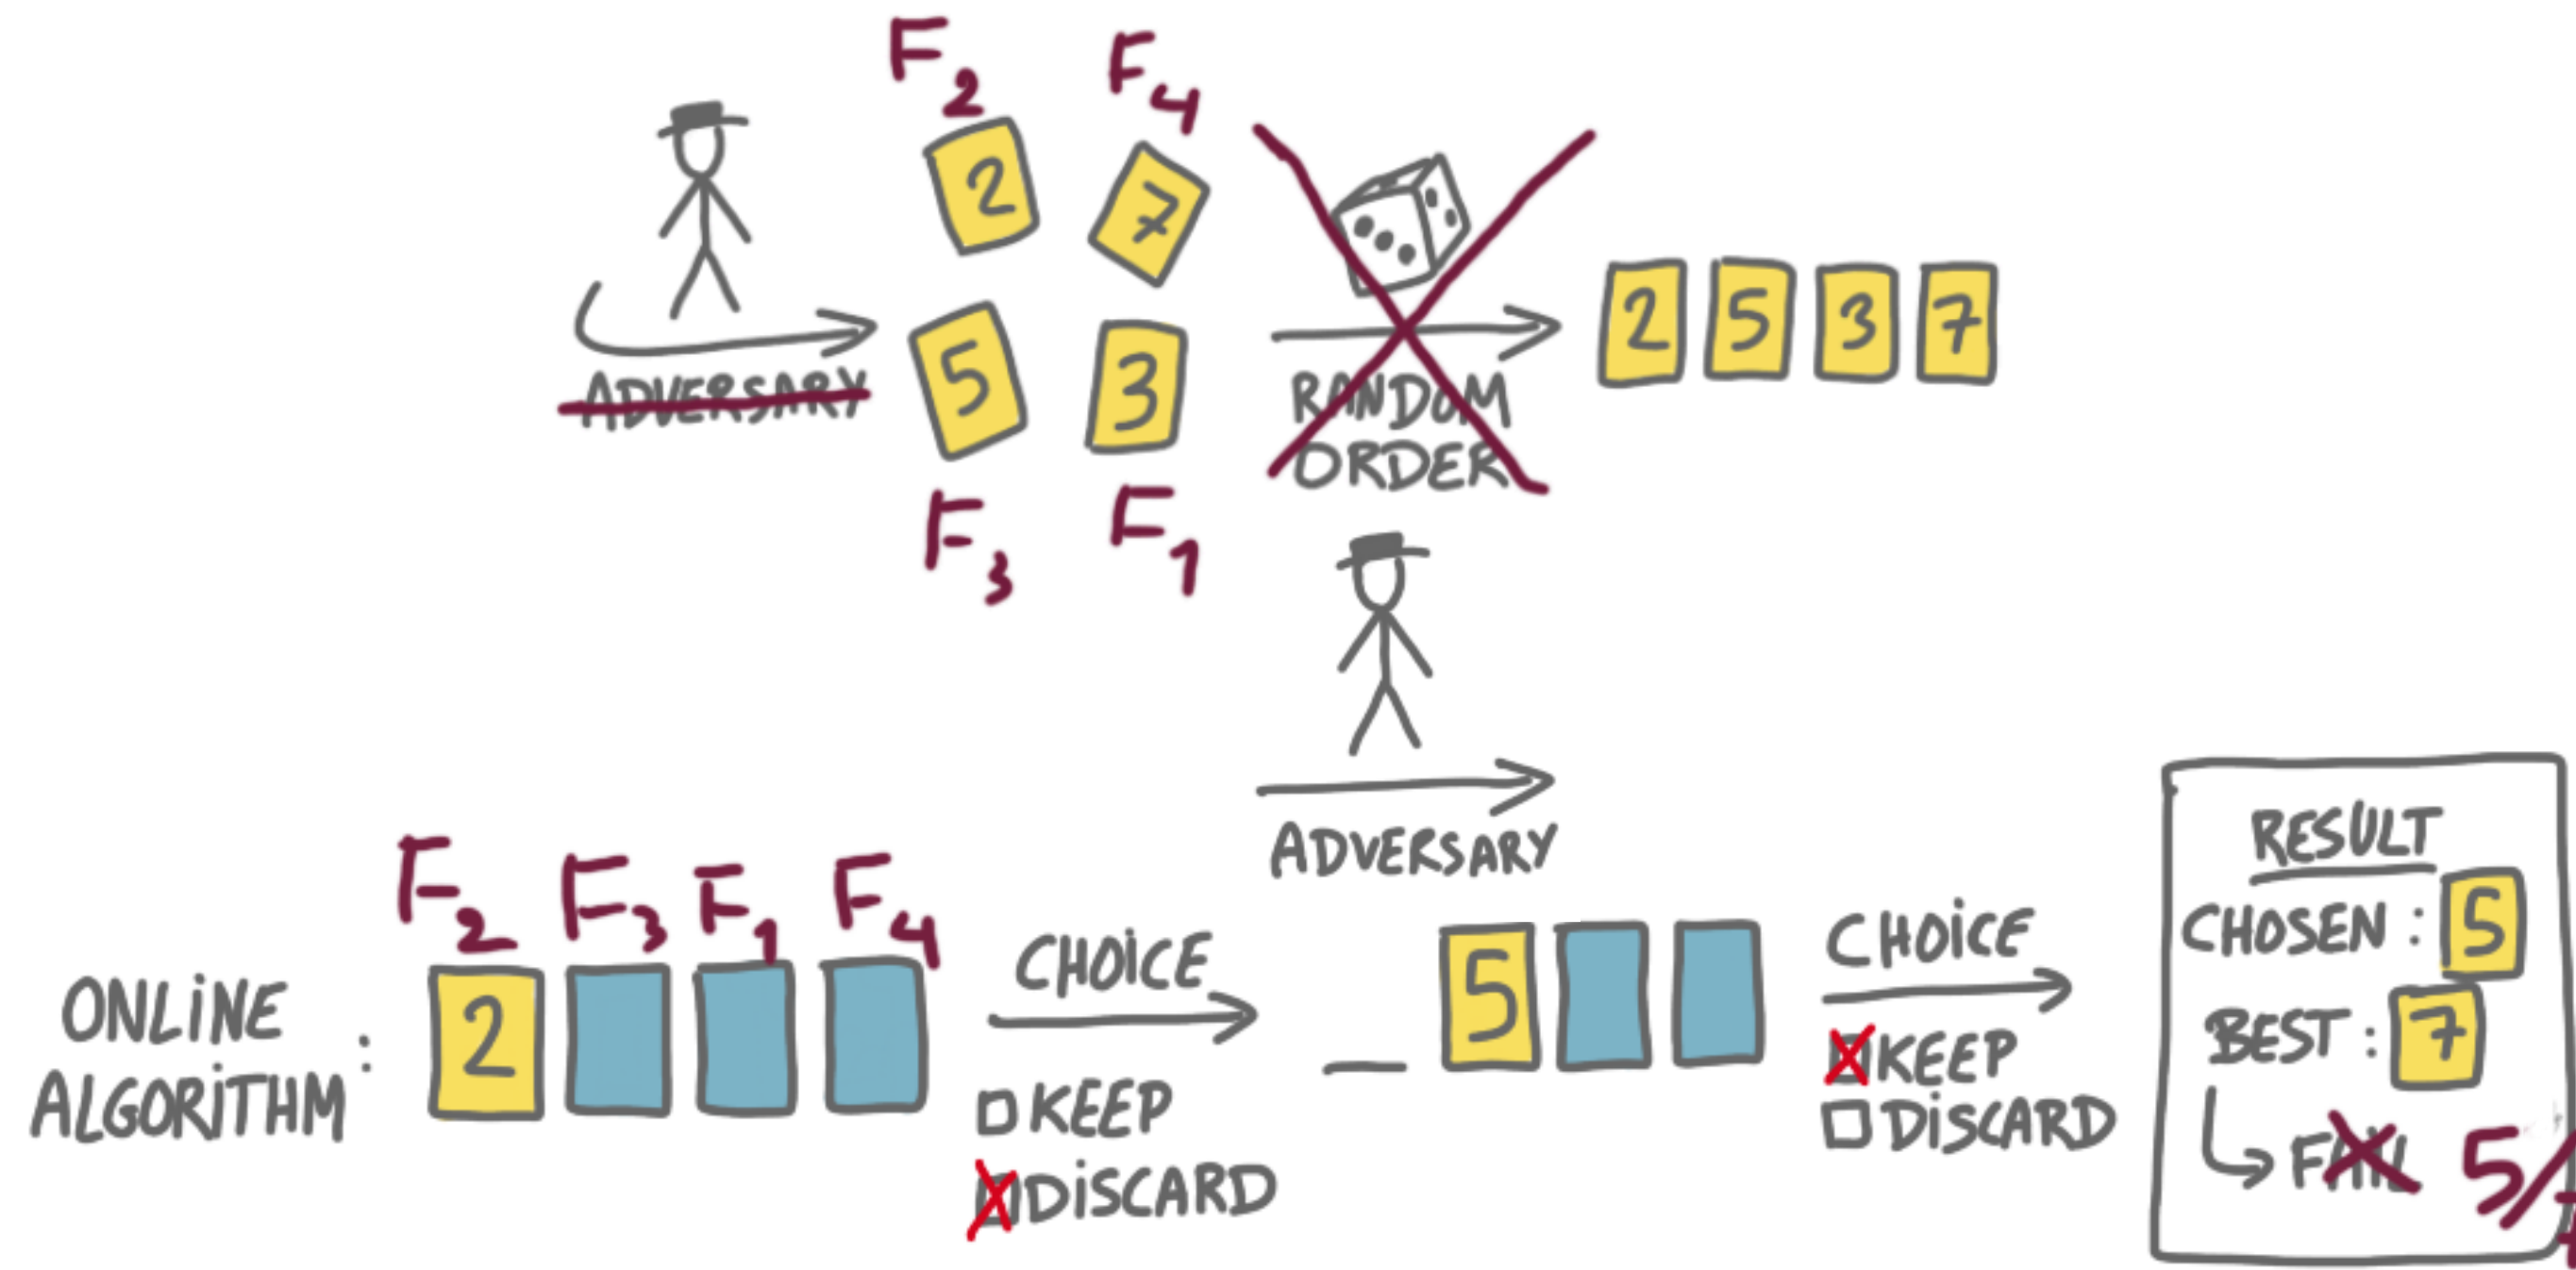 F2 F4
2 7
ADVERSARY
5 3
F3 F1
RANDOM
ORDER
2 5 3 7
ADVERSARY
ONLINE
ALGORITHM :
F2 F3 F1 F4
2
CHOICE
KEEP
X DISCARD
5
CHOICE
X KEEP
DISCARD
RESULT
CHOSEN : 5
BEST : 7
FAIL 5/